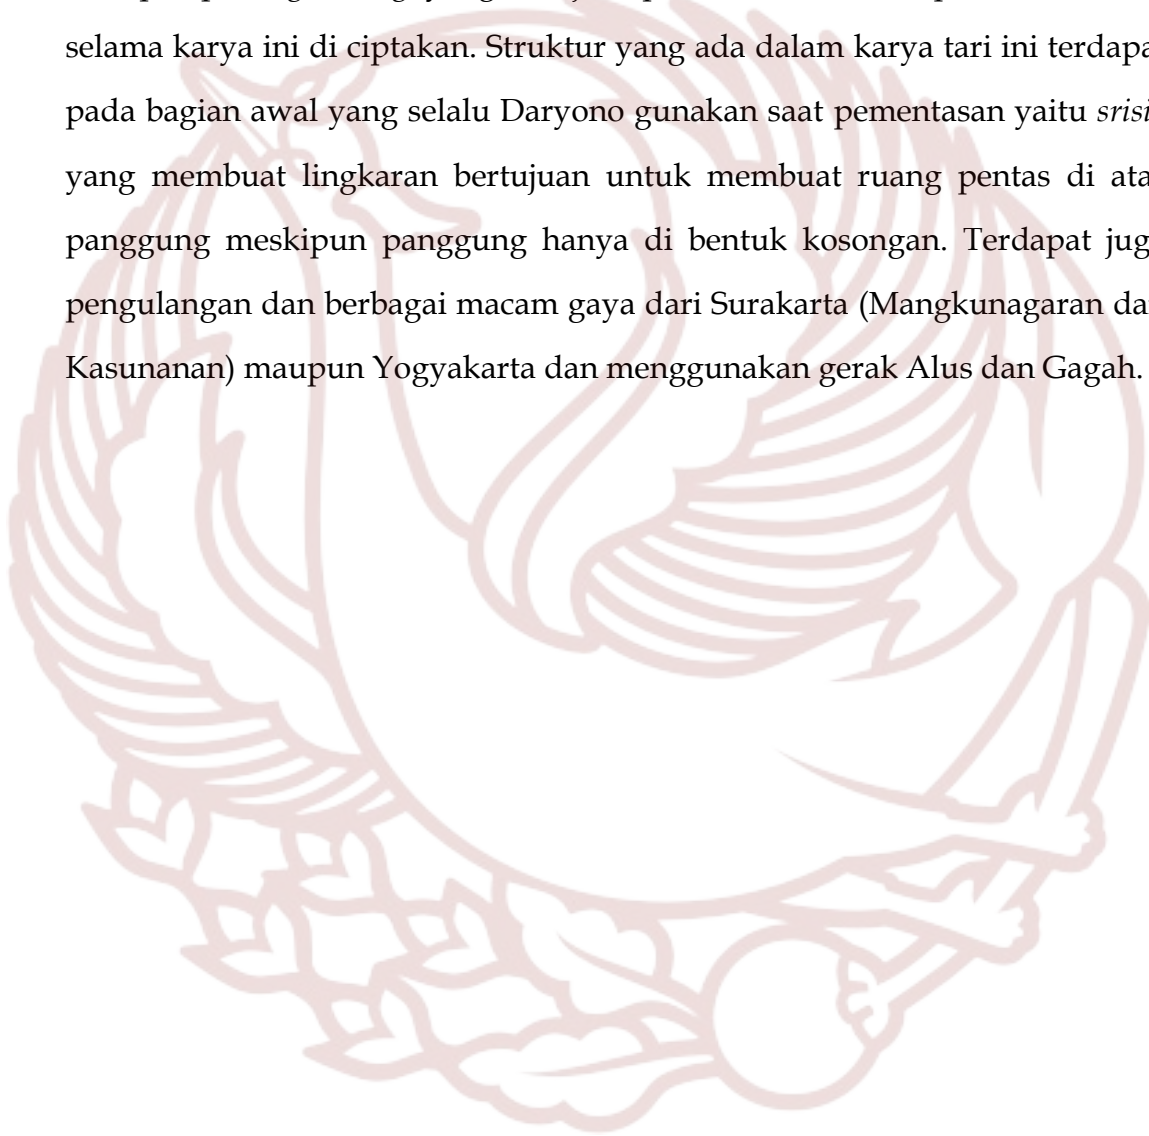 selama karya ini di ciptakan. Struktur yang ada dalam karya tari ini terdapa
pada bagian awal yang selalu Daryono gunakan saat pementasan yaitu srisi
yang membuat lingkaran bertujuan untuk membuat ruang pentas di ata
panggung meskipun panggung hanya di bentuk kosongan. Terdapat jug
pengulangan dan berbagai macam gaya dari Surakarta (Mangkunagaran da
Kasunanan) maupun Yogyakarta dan menggunakan gerak Alus dan Gagah.